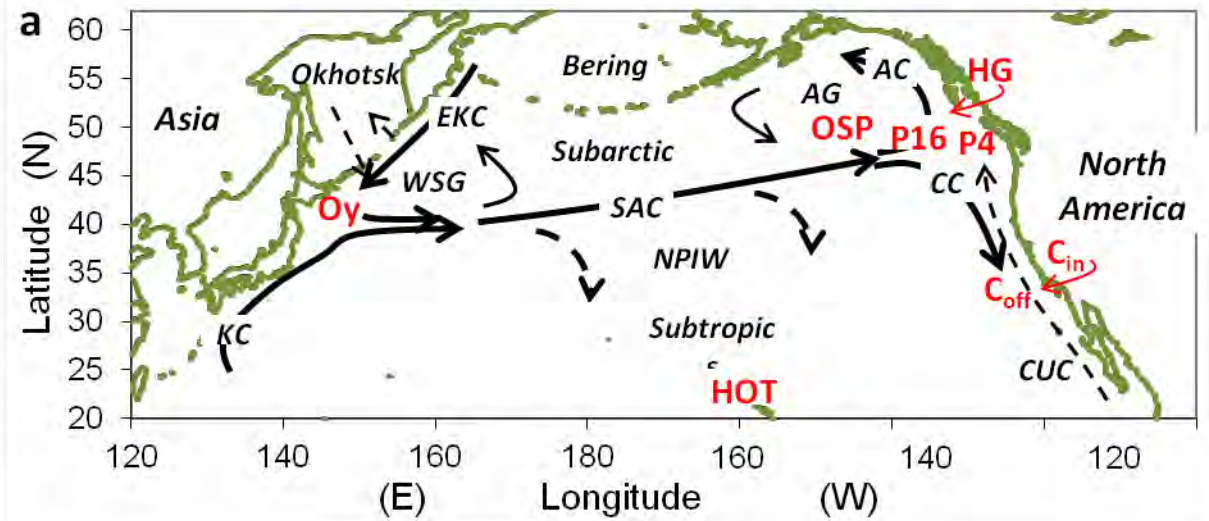 a
60
55
50
45
40
35
30
25
20
Latitude (N)
Okhotsk
Bering
AC
HG
Asia
EKC
AG
OSP
P16
P4
Subarctic
North
America
WSG
CC
Oy
SAC
NPIW
C_in
C_off
KC
Subtropic
CUC
HOT
120 140 160 180 160 140 120
(E) Longitude (W)